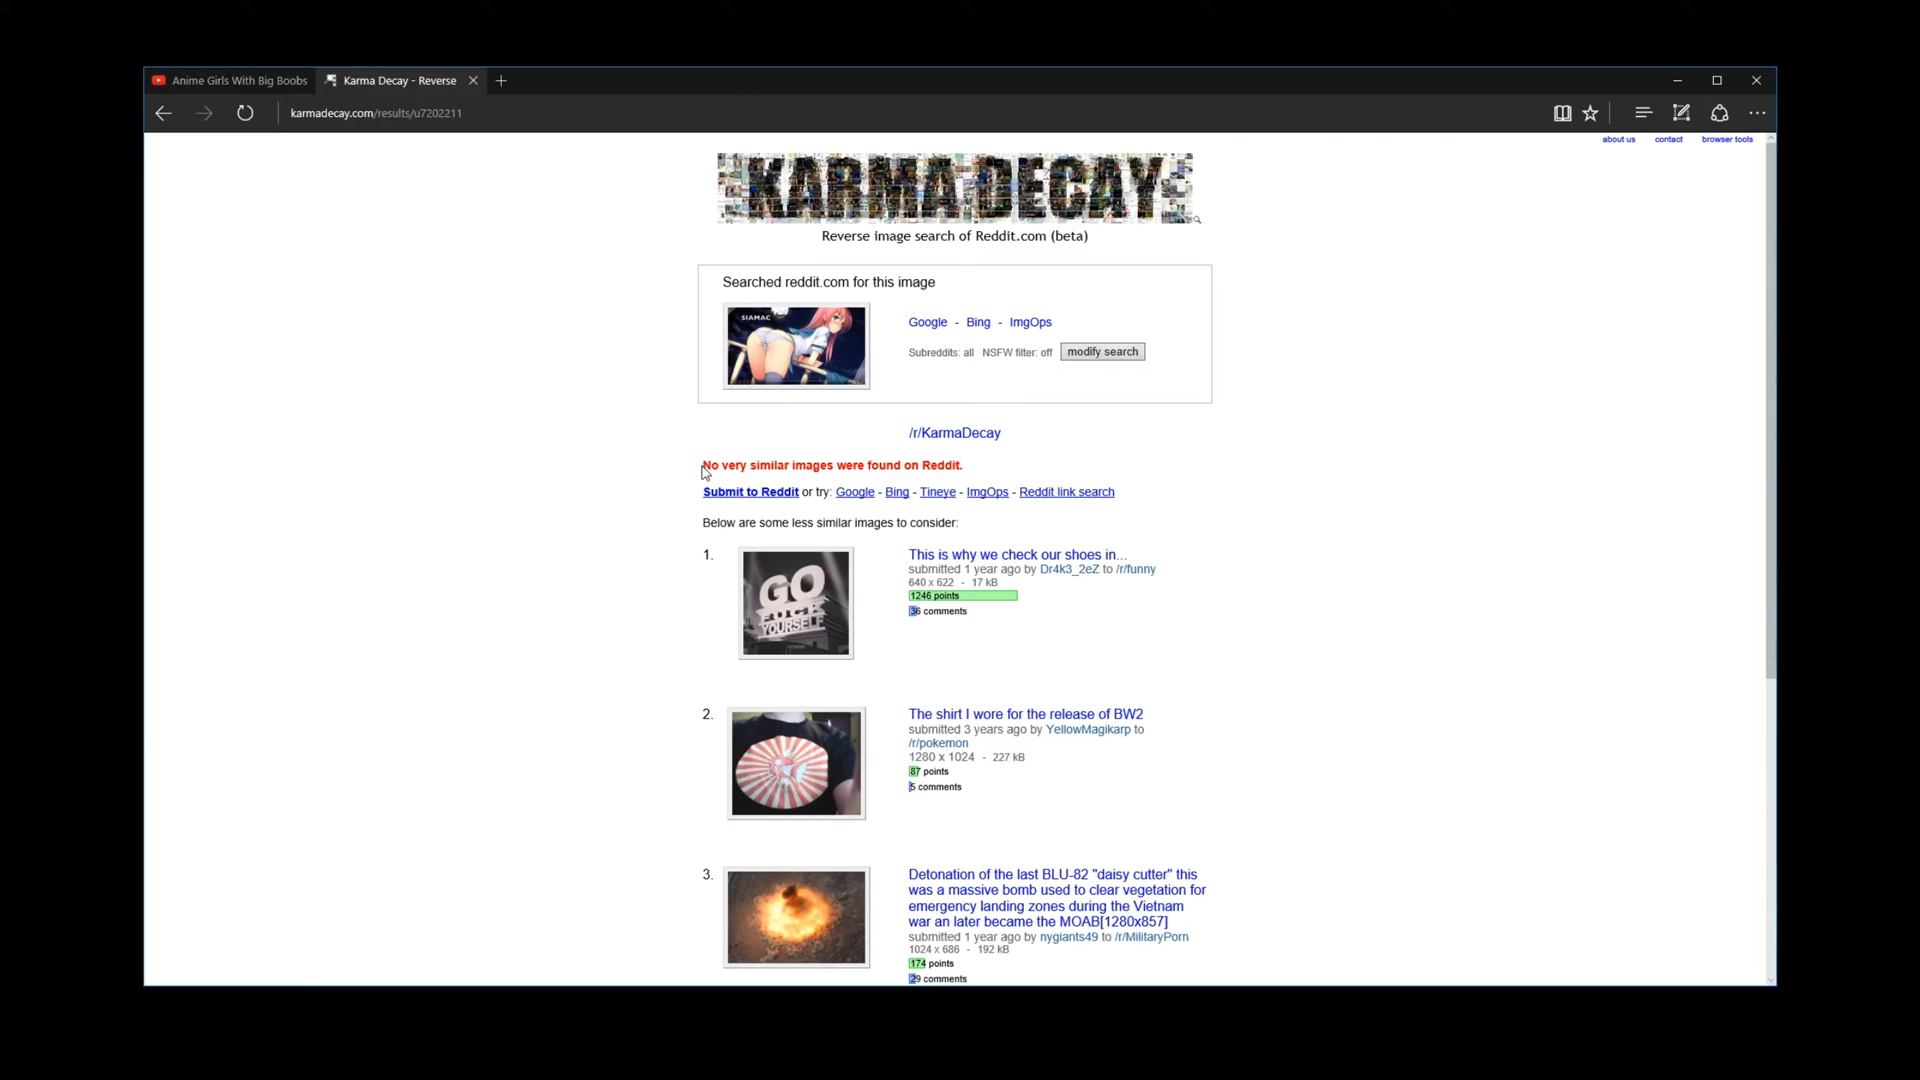 Anime Girls With Big Boobs
Karma Decay - Reverse
karmadecay.com/results/u7202211
about us contact browser tools
KARMA DECAY
Reverse image search of Reddit.com (beta)
Searched reddit.com for this image
SIAMAC
Google - Bing - ImgOps
Subreddits: all NSFW filter: off modify search
/r/KarmaDecay
No very similar images were found on Reddit.
Submit to Reddit or try: Google - Bing - Tineye - ImgOps - Reddit link search
Below are some less similar images to consider:
1.
GO
FUCK
YOURSELF
This is why we check our shoes in...
submitted 1 year ago by Dr4k3_2eZ to /r/funny
640 x 622 - 17 kB
1246 points
36 comments
2.
The shirt I wore for the release of BW2
submitted 3 years ago by YellowMagikarp to
/r/pokemon
1280 x 1024 - 227 kB
87 points
5 comments
3.
Detonation of the last BLU-82 "daisy cutter" this
was a massive bomb used to clear vegetation for
emergency landing zones during the Vietnam
war an later became the MOAB[1280x857]
submitted 1 year ago by nygiants49 to /r/MilitaryPorn
1024 x 686 - 192 kB
174 points
29 comments